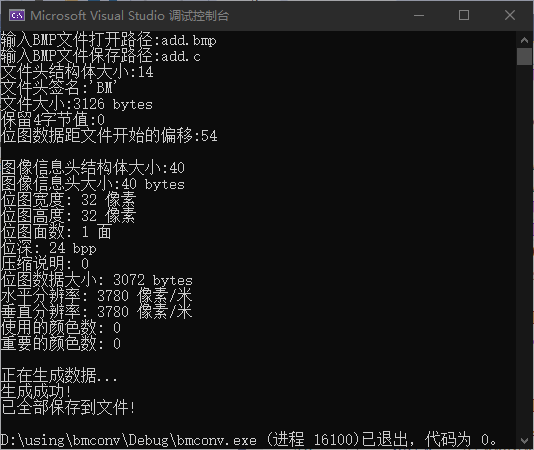 Microsoft Visual Studio 调试控制台
输入BMP文件打开路径:add.bmp
输入BMP文件保存路径:add.c
文件头结构体大小:14
文件头签名:'BM'
文件大小:3126 bytes
保留4字节值:0
位图数据距文件开始的偏移:54
图像信息头结构体大小:40
图像信息头大小:40 bytes
位图宽度: 32 像素
位图高度: 32 像素
位图面数: 1 面
位深: 24 bpp
压缩说明: 0
位图数据大小: 3072 bytes
水平分辨率: 3780 像素/米
垂直分辨率: 3780 像素/米
使用的颜色数: 0
重要的颜色数: 0
正在生成数据...
生成成功!
已全部保存到文件!
D:\using\bmconv\Debug\bmconv.exe (进程 16100)已退出，代码为 0。